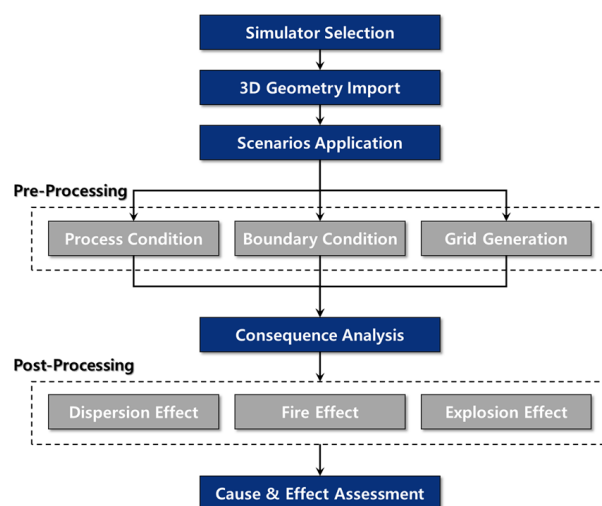 Simulator Selection
3D Geometry Import
Scenarios Application
Pre-Processing
Process Condition
Boundary Condition
Grid Generation
Consequence Analysis
Post-Processing
Dispersion Effect
Fire Effect
Explosion Effect
Cause & Effect Assessment